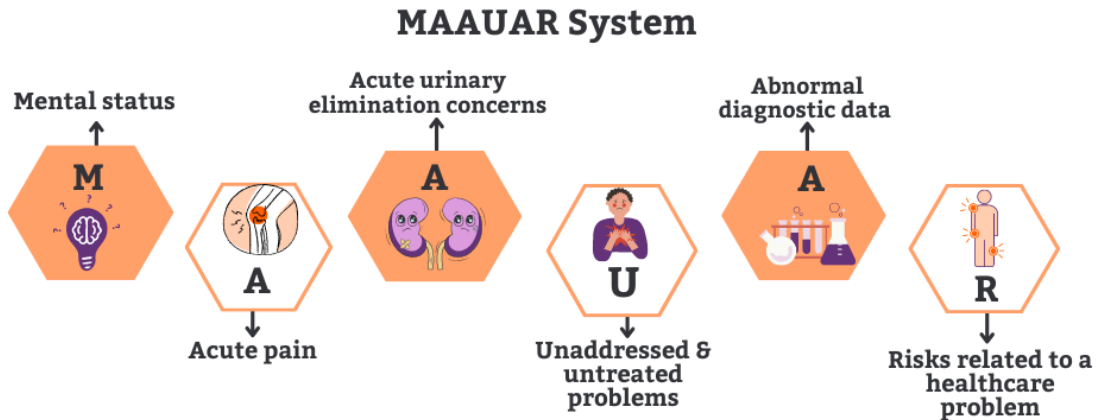 MAAUAR System
Mental status
M
A
Acute pain
Acute urinary
elimination concerns
A
U
Unaddressed &
untreated
problems
Abnormal
diagnostic data
A
R
Risks related to a
healthcare
problem